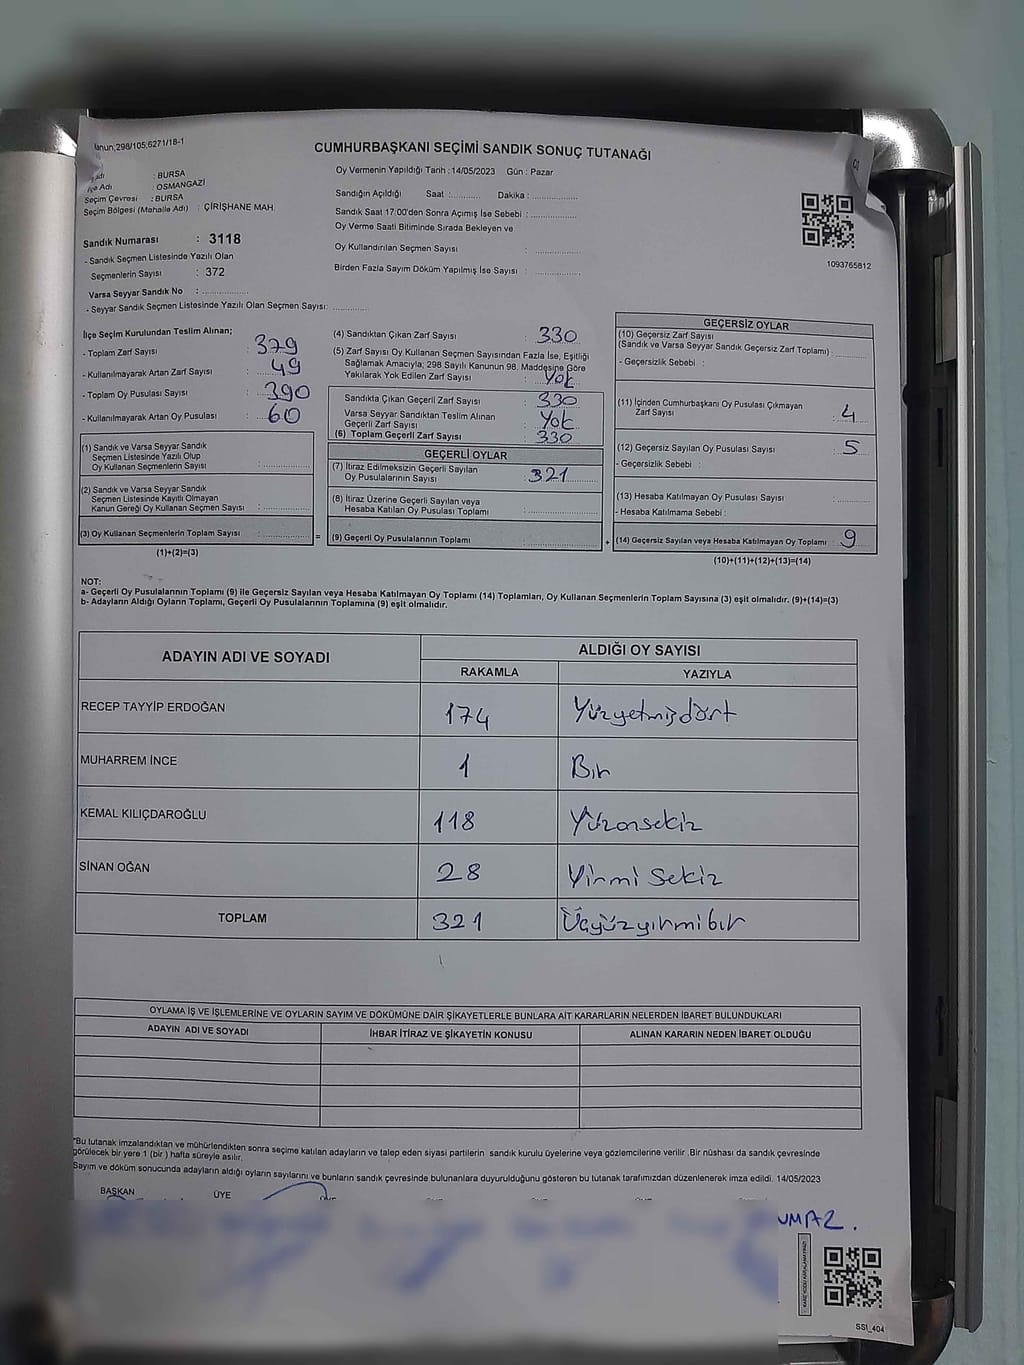 298/105;6271/18-1
CUMHURBAŞKANI SEÇİMİ SANDIK SONUÇ TUTANAĞI
: BURSA
İlçe Adı : OSMANGAZİ
Seçim Çevresi : BURSA
Seçim Bölgesi (Mahalle Adı) : ÇİRİŞHANE MAH.
Oy Vermenin Yapıldığı Tarih : 14/05/2023 Gün : Pazar
Sandığın Açıldığı Saat :.......... Dakika :..............
Sandık Saat 17:00'den Sonra Açımış İse Sebebi :..............
Oy Verme Saati Bitiminde Sırada Bekleyen ve
Oy Kullandırılan Seçmen Sayısı :..............
Birden Fazla Sayım Döküm Yapılmış İse Sayısı :..............
1093765812
Sandık Numarası : 3118
- Sandık Seçmen Listesinde Yazılı Olan
Seçmenlerin Sayısı : 372
Varsa Seyyar Sandık No :..............
- Seyyar Sandık Seçmen Listesinde Yazılı Olan Seçmen Sayısı: ............
İlçe Seçim Kurulundan Teslim Alınan;
- Toplam Zarf Sayısı : 379
- Kullanılmayarak Artan Zarf Sayısı : 49
- Toplam Oy Pusulası Sayısı : 390
- Kullanılmayarak Artan Oy Pusulası : 60
(1) Sandık ve Varsa Seyyar Sandık
Seçmen Listesinde Yazılı Olup
Oy Kullanan Seçmenlerin Sayısı :..............
(2) Sandık ve Varsa Seyyar Sandık
Seçmen Listesinde Kayıtlı Olmayan
Kanun Gereği Oy Kullanan Seçmen Sayısı :..............
(3) Oy Kullanan Seçmenlerin Toplam Sayısı :.............. =
(1)+(2)=(3)
(4) Sandıktan Çıkan Zarf Sayısı : 330
(5) Zarf Sayısı Oy Kullanan Seçmen Sayısından Fazla İse, Eşitliği
Sağlamak Amacıyla; 298 Sayılı Kanunun 98. Maddesine Göre
Yakılarak Yok Edilen Zarf Sayısı : Yok
Sandıkta Çıkan Geçerli Zarf Sayısı : 330
Varsa Seyyar Sandıktan Teslim Alınan
Geçerli Zarf Sayısı : Yok
(6) Toplam Geçerli Zarf Sayısı : 330
GEÇERLİ OYLAR
(7) İtiraz Edilmeksizin Geçerli Sayılan
Oy Pusulalarının Sayısı : 321
(8) İtiraz Üzerine Geçerli Sayılan veya
Hesaba Katılan Oy Pusulası Toplamı :..............
(9) Geçerli Oy Pusulalarının Toplamı :.............. +
GEÇERSİZ OYLAR
(10) Geçersiz Zarf Sayısı
(Sandık ve Varsa Seyyar Sandık Geçersiz Zarf Toplamı) :..............
- Geçersizlik Sebebi :
(11) İçinden Cumhurbaşkanı Oy Pusulası Çıkmayan
Zarf Sayısı : 4
(12) Geçersiz Sayılan Oy Pusulası Sayısı : 5
- Geçersizlik Sebebi :
(13) Hesaba Katılmayan Oy Pusulası Sayısı :..............
- Hesaba Katılmama Sebebi :
(14) Geçersiz Sayılan veya Hesaba Katılmayan Oy Toplamı : 9
(10)+(11)+(12)+(13)=(14)
NOT:
a- Geçerli Oy Pusulalarının Toplamı (9) ile Geçersiz Sayılan veya Hesaba Katılmayan Oy Toplamı (14) Toplamları, Oy Kullanan Seçmenlerin Toplam Sayısına (3) eşit olmalıdır. (9)+(14)=(3)
b- Adayların Aldığı Oyların Toplamı, Geçerli Oy Pusulalarının Toplamına (9) eşit olmalıdır.
ADAYIN ADI VE SOYADI ALDIĞI OY SAYISI
RAKAMLA YAZIYLA
RECEP TAYYİP ERDOĞAN 174 Yüzyetmişdört
MUHARREM İNCE 1 Bir
KEMAL KILIÇDAROĞLU 118 Yüzonsekiz
SİNAN OĞAN 28 Yirmi Sekiz
TOPLAM 321 Üçyüzyirmibir
OYLAMA İŞ VE İŞLEMLERİNE VE OYLARIN SAYIM VE DÖKÜMÜNE DAİR ŞİKAYETLERLE BUNLARA AİT KARARLARIN NELERDEN İBARET BULUNDUKLARI
ADAYIN ADI VE SOYADI İHBAR İTİRAZ VE ŞİKAYETİN KONUSU ALINAN KARARIN NEDEN İBARET OLDUĞU
*Bu tutanak imzalandıktan ve mühürlendikten sonra seçime katılan adayların ve talep eden siyasi partilerin sandık kurulu üyelerine veya gözlemcilerine verilir .Bir nüshası da sandık çevresinde
görülecek bir yere 1 (bir ) hafta süreyle asılır.
Sayım ve döküm sonucunda adayların aldığı oyların sayılarını ve bunların sandık çevresinde bulunanlara duyurulduğunu gösteren bu tutanak tarafımızdan düzenlenerek imza edildi. 14/05/2023
BAŞKAN ÜYE
UMAZ.
SSI_404